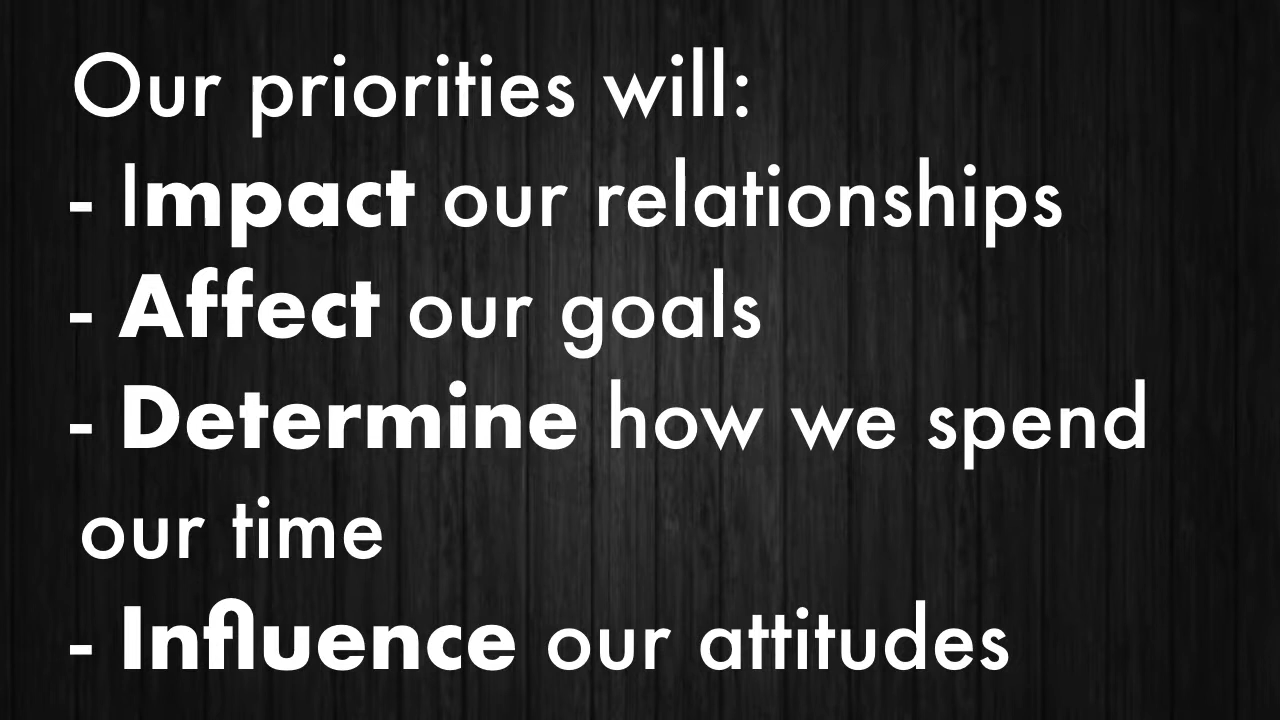 Our priorities will:
- Impact our relationships
- Affect our goals
- Determine how we spend
our time
- Influence our attitudes